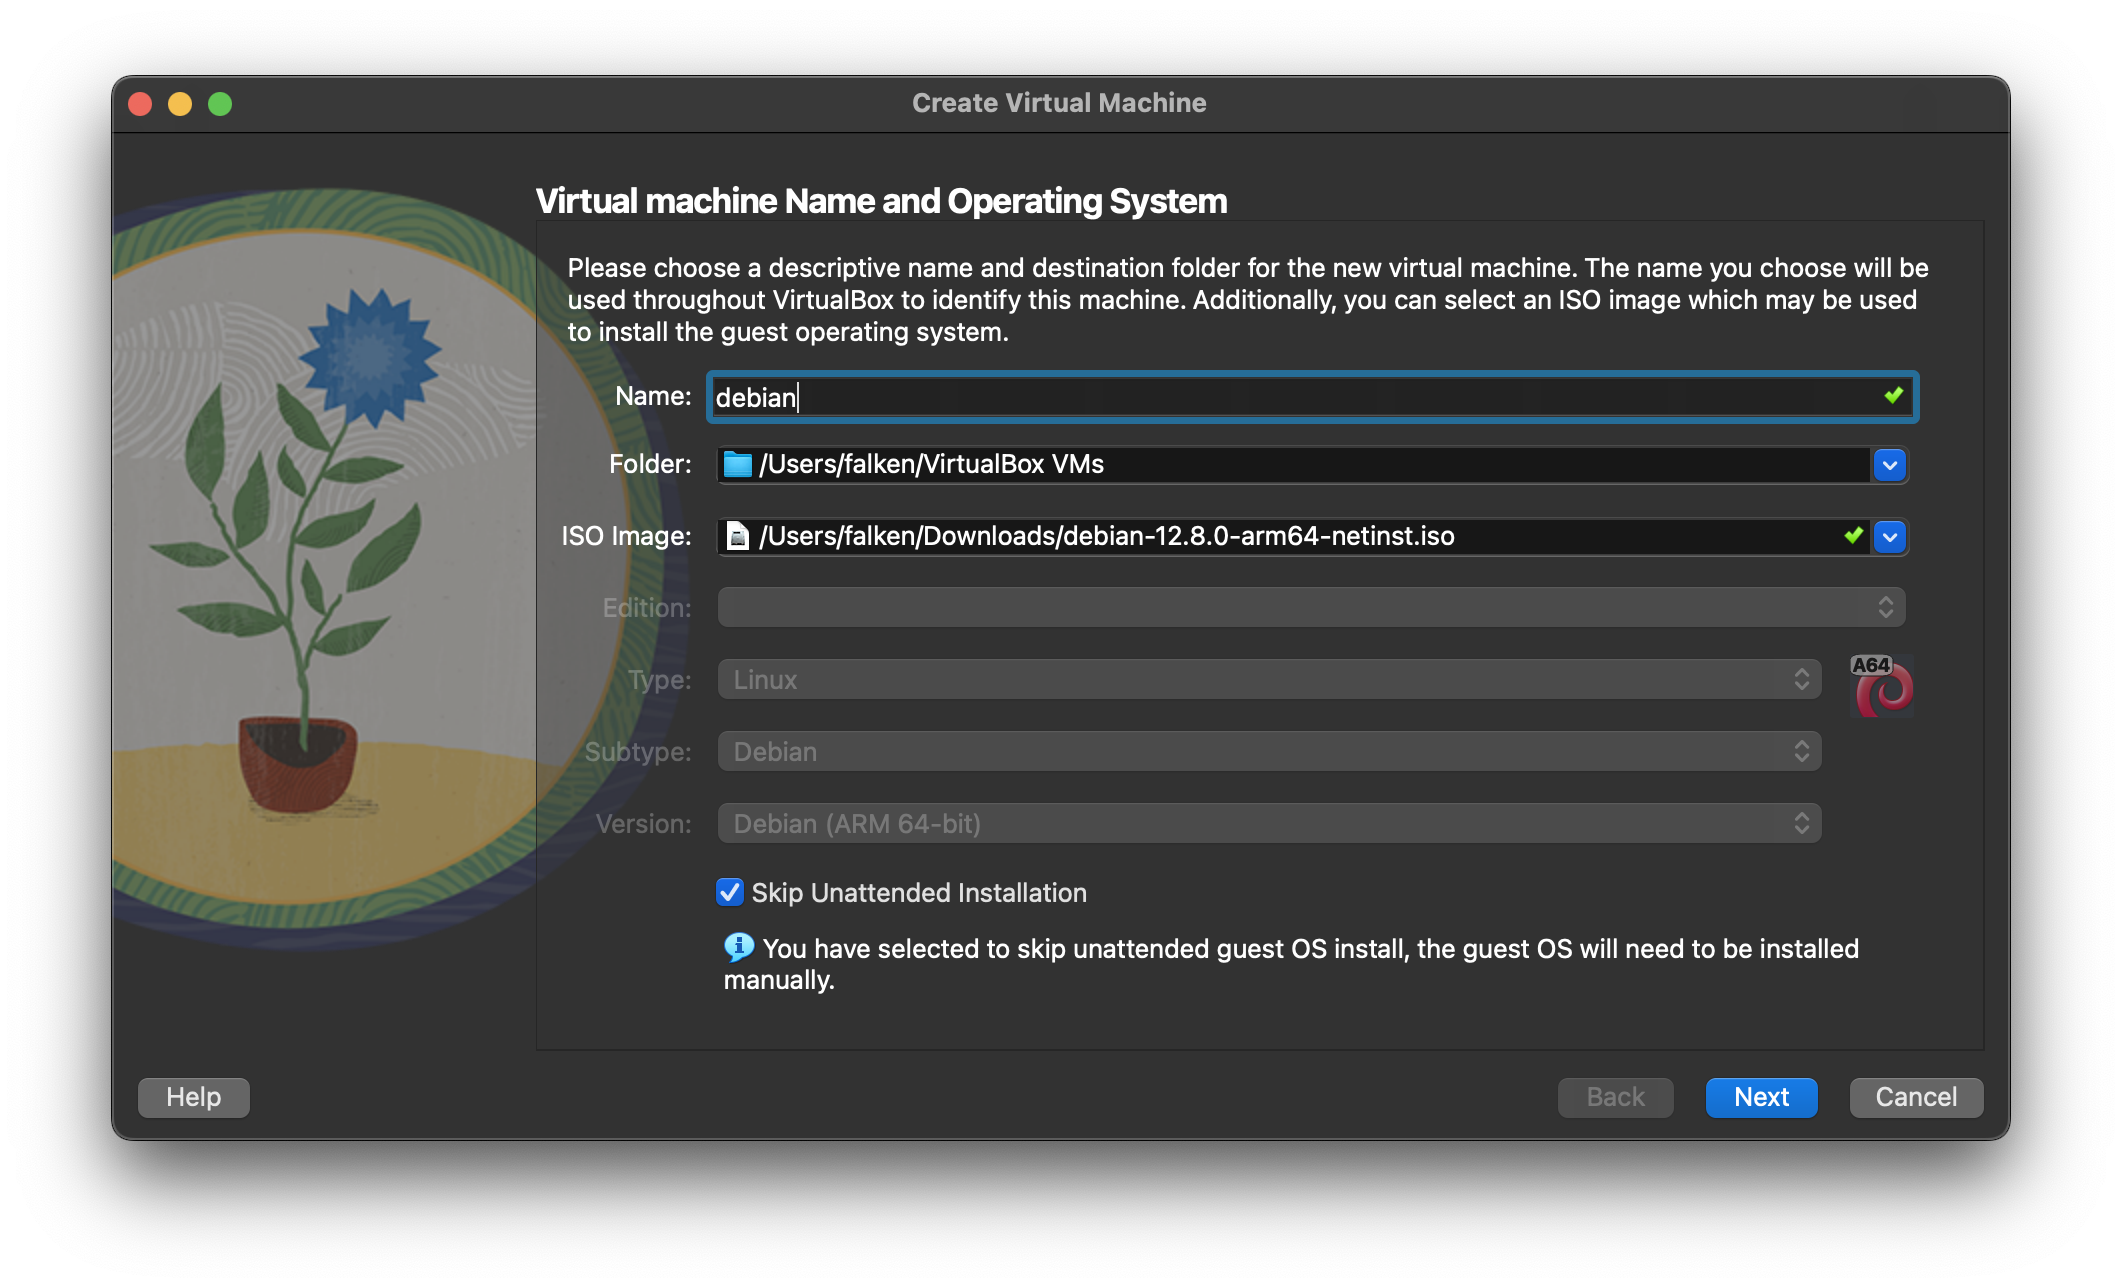 Create Virtual Machine
Virtual machine Name and Operating System
Please choose a descriptive name and destination folder for the new virtual machine. The name you choose will be
used throughout VirtualBox to identify this machine. Additionally, you can select an ISO image which may be used
to install the guest operating system.
Name: debian
Folder: /Users/falken/VirtualBox VMs
ISO Image: /Users/falken/Downloads/debian-12.8.0-arm64-netinst.iso
Edition:
Type: Linux
A64
Subtype: Debian
Version: Debian (ARM 64-bit)
Skip Unattended Installation
You have selected to skip unattended guest OS install, the guest OS will need to be installed
manually.
Help Back Next Cancel